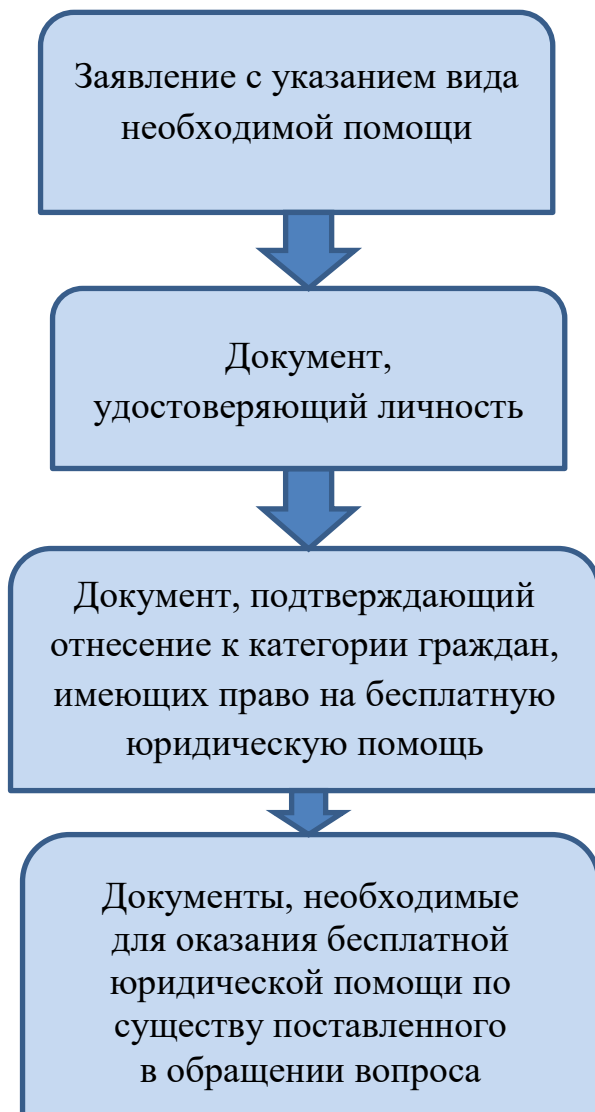 Заявление с указанием вида
необходимой помощи
Документ,
удостоверяющий личность
Документ, подтверждающий
отнесение к категории граждан,
имеющих право на бесплатную
юридическую помощь
Документы, необходимые
для оказания бесплатной
юридической помощи по
существу поставленного
в обращении вопроса